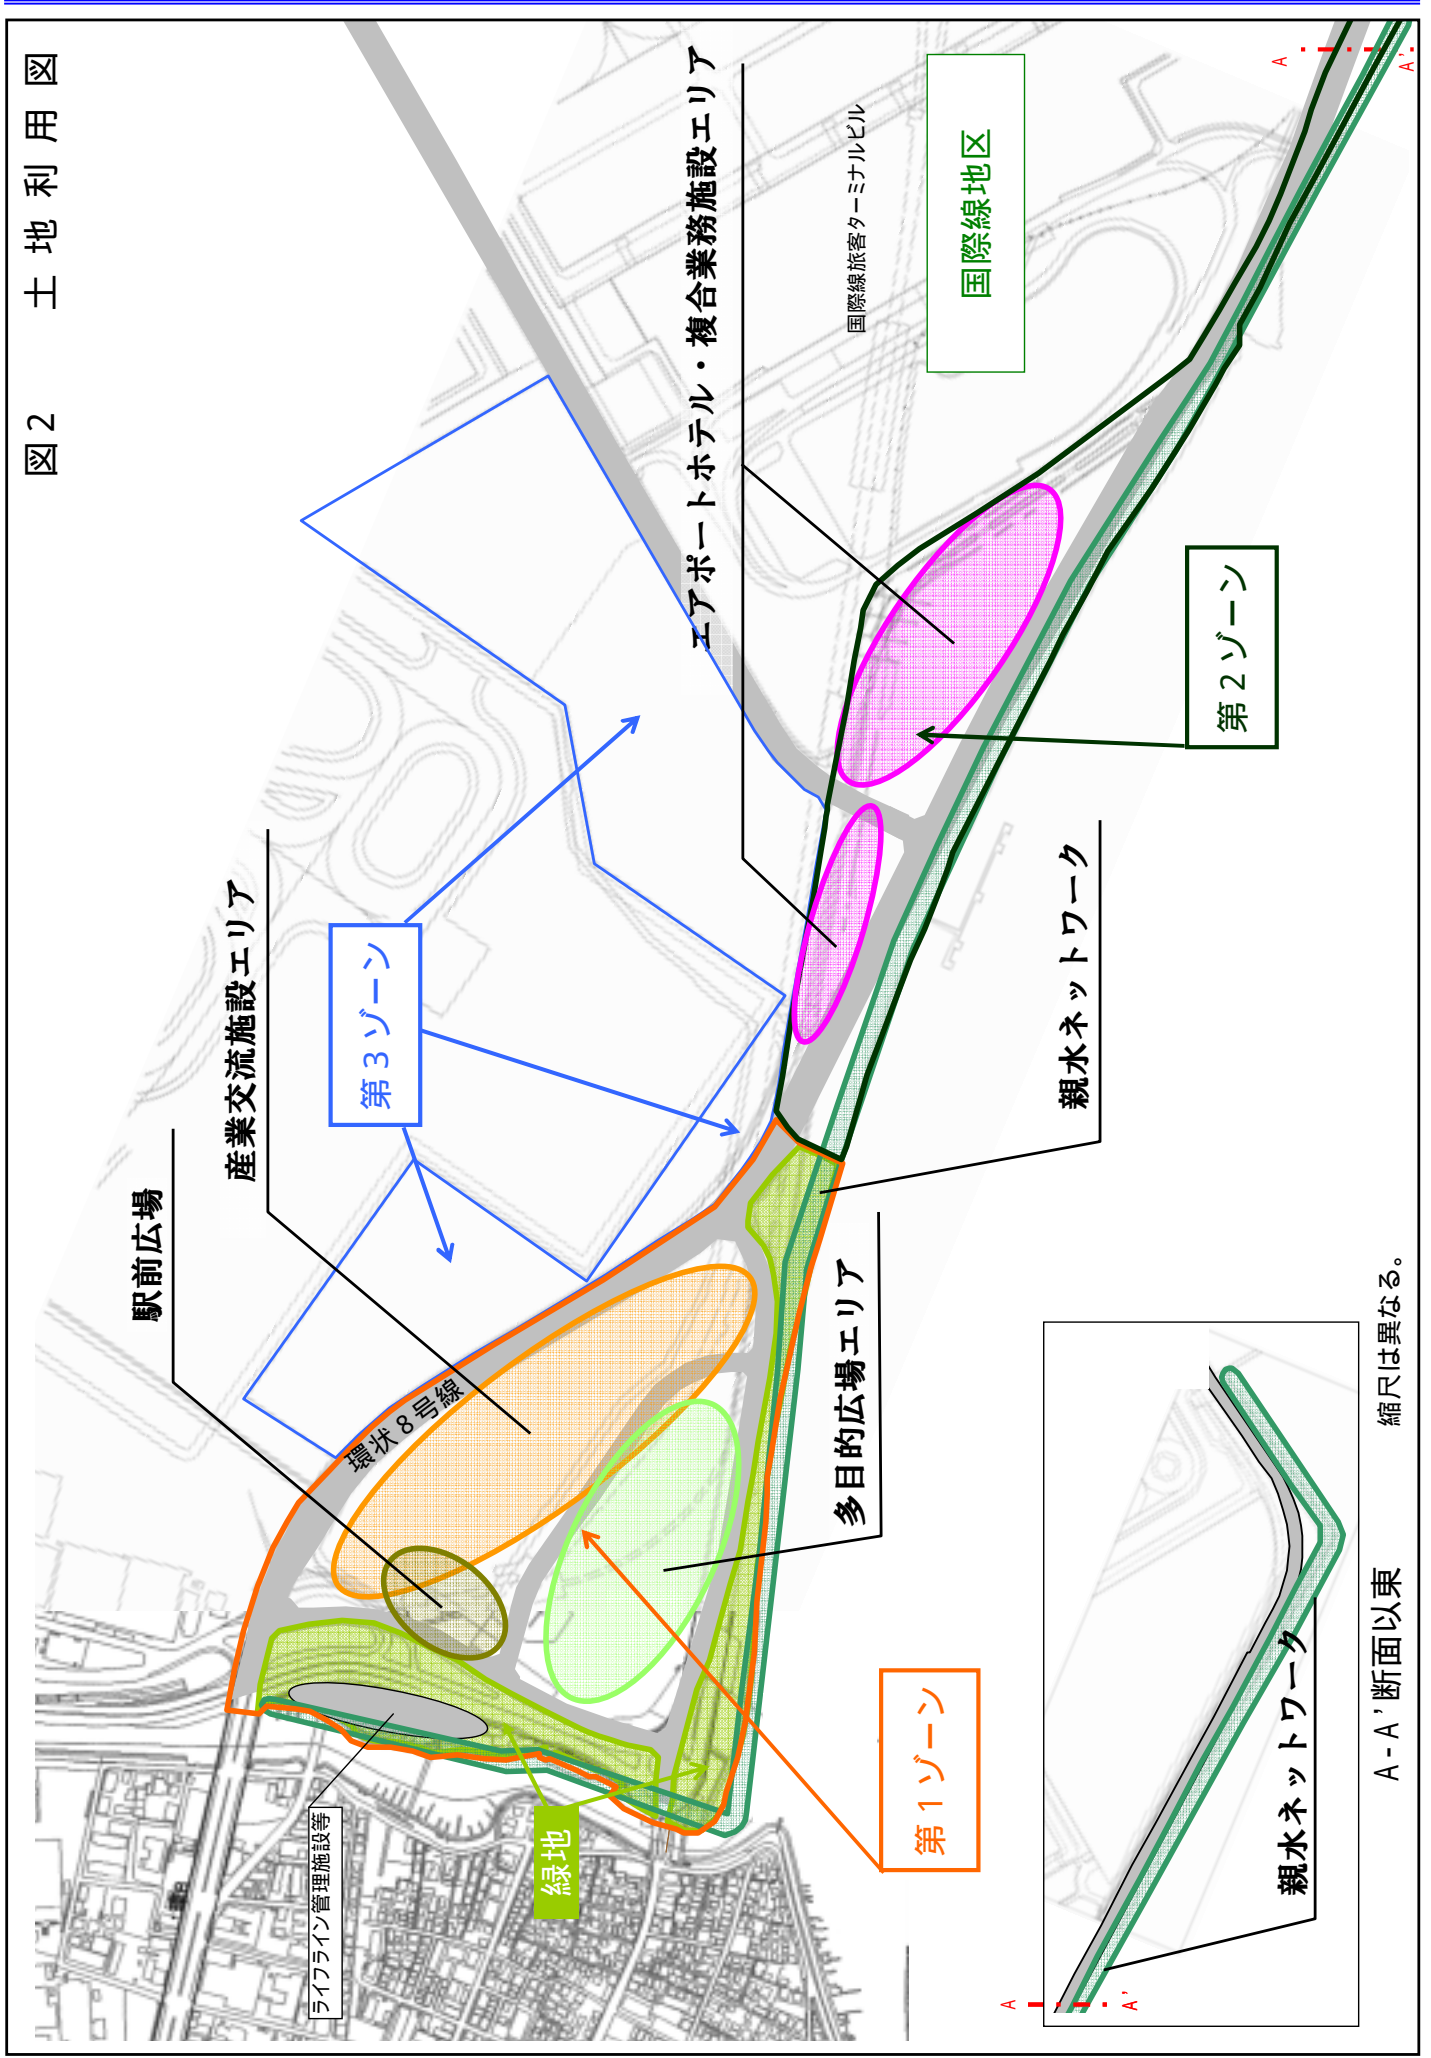 図２　土地利用図
エアポートホテル・複合業務施設エリア
国際線旅客ターミナルビル
国際線地区
A
A'
駅前広場
産業交流施設エリア
第３ゾーン
第２ゾーン
環状８号線
親水ネットワーク
多目的広場エリア
ライフライン管理施設等
緑地
第１ゾーン
親水ネットワーク
A
A'
A-A'断面以東
縮尺は異なる。